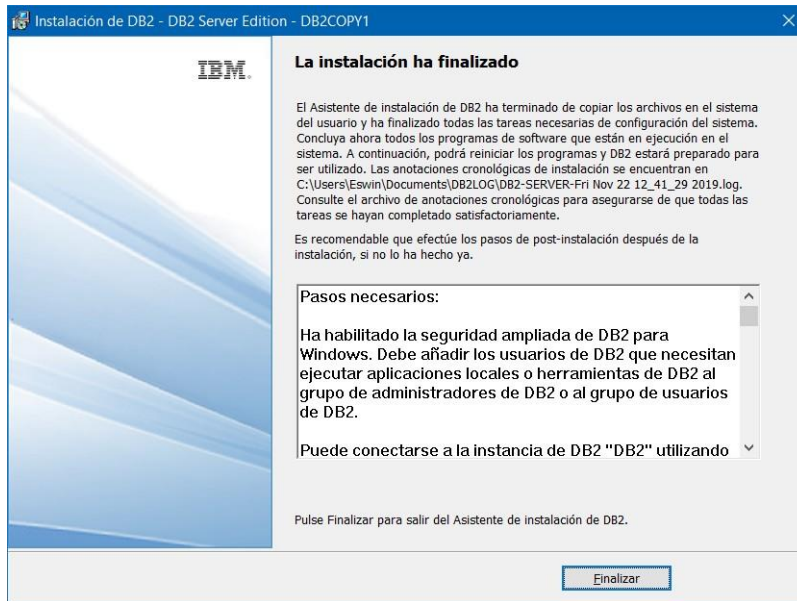 Instalación de DB2 - DB2 Server Edition - DB2COPY1
IBM.
La instalación ha finalizado
El Asistente de instalación de DB2 ha terminado de copiar los archivos en el sistema
del usuario y ha finalizado todas las tareas necesarias de configuración del sistema.
Concluya ahora todos los programas de software que están en ejecución en el
sistema. A continuación, podrá reiniciar los programas y DB2 estará preparado para
ser utilizado. Las anotaciones cronológicas de instalación se encuentran en
C:\Users\Eswin\Documents\DB2LOG\DB2-SERVER-Fri Nov 22 12_41_29 2019.log.
Consulte el archivo de anotaciones cronológicas para asegurarse de que todas las
tareas se hayan completado satisfactoriamente.
Es recomendable que efectúe los pasos de post-instalación después de la
instalación, si no lo ha hecho ya.
Pasos necesarios:
Ha habilitado la seguridad ampliada de DB2 para
Windows. Debe añadir los usuarios de DB2 que necesitan
ejecutar aplicaciones locales o herramientas de DB2 al
grupo de administradores de DB2 o al grupo de usuarios
de DB2.
Puede conectarse a la instancia de DB2 "DB2" utilizando
Pulse Finalizar para salir del Asistente de instalación de DB2.
Finalizar